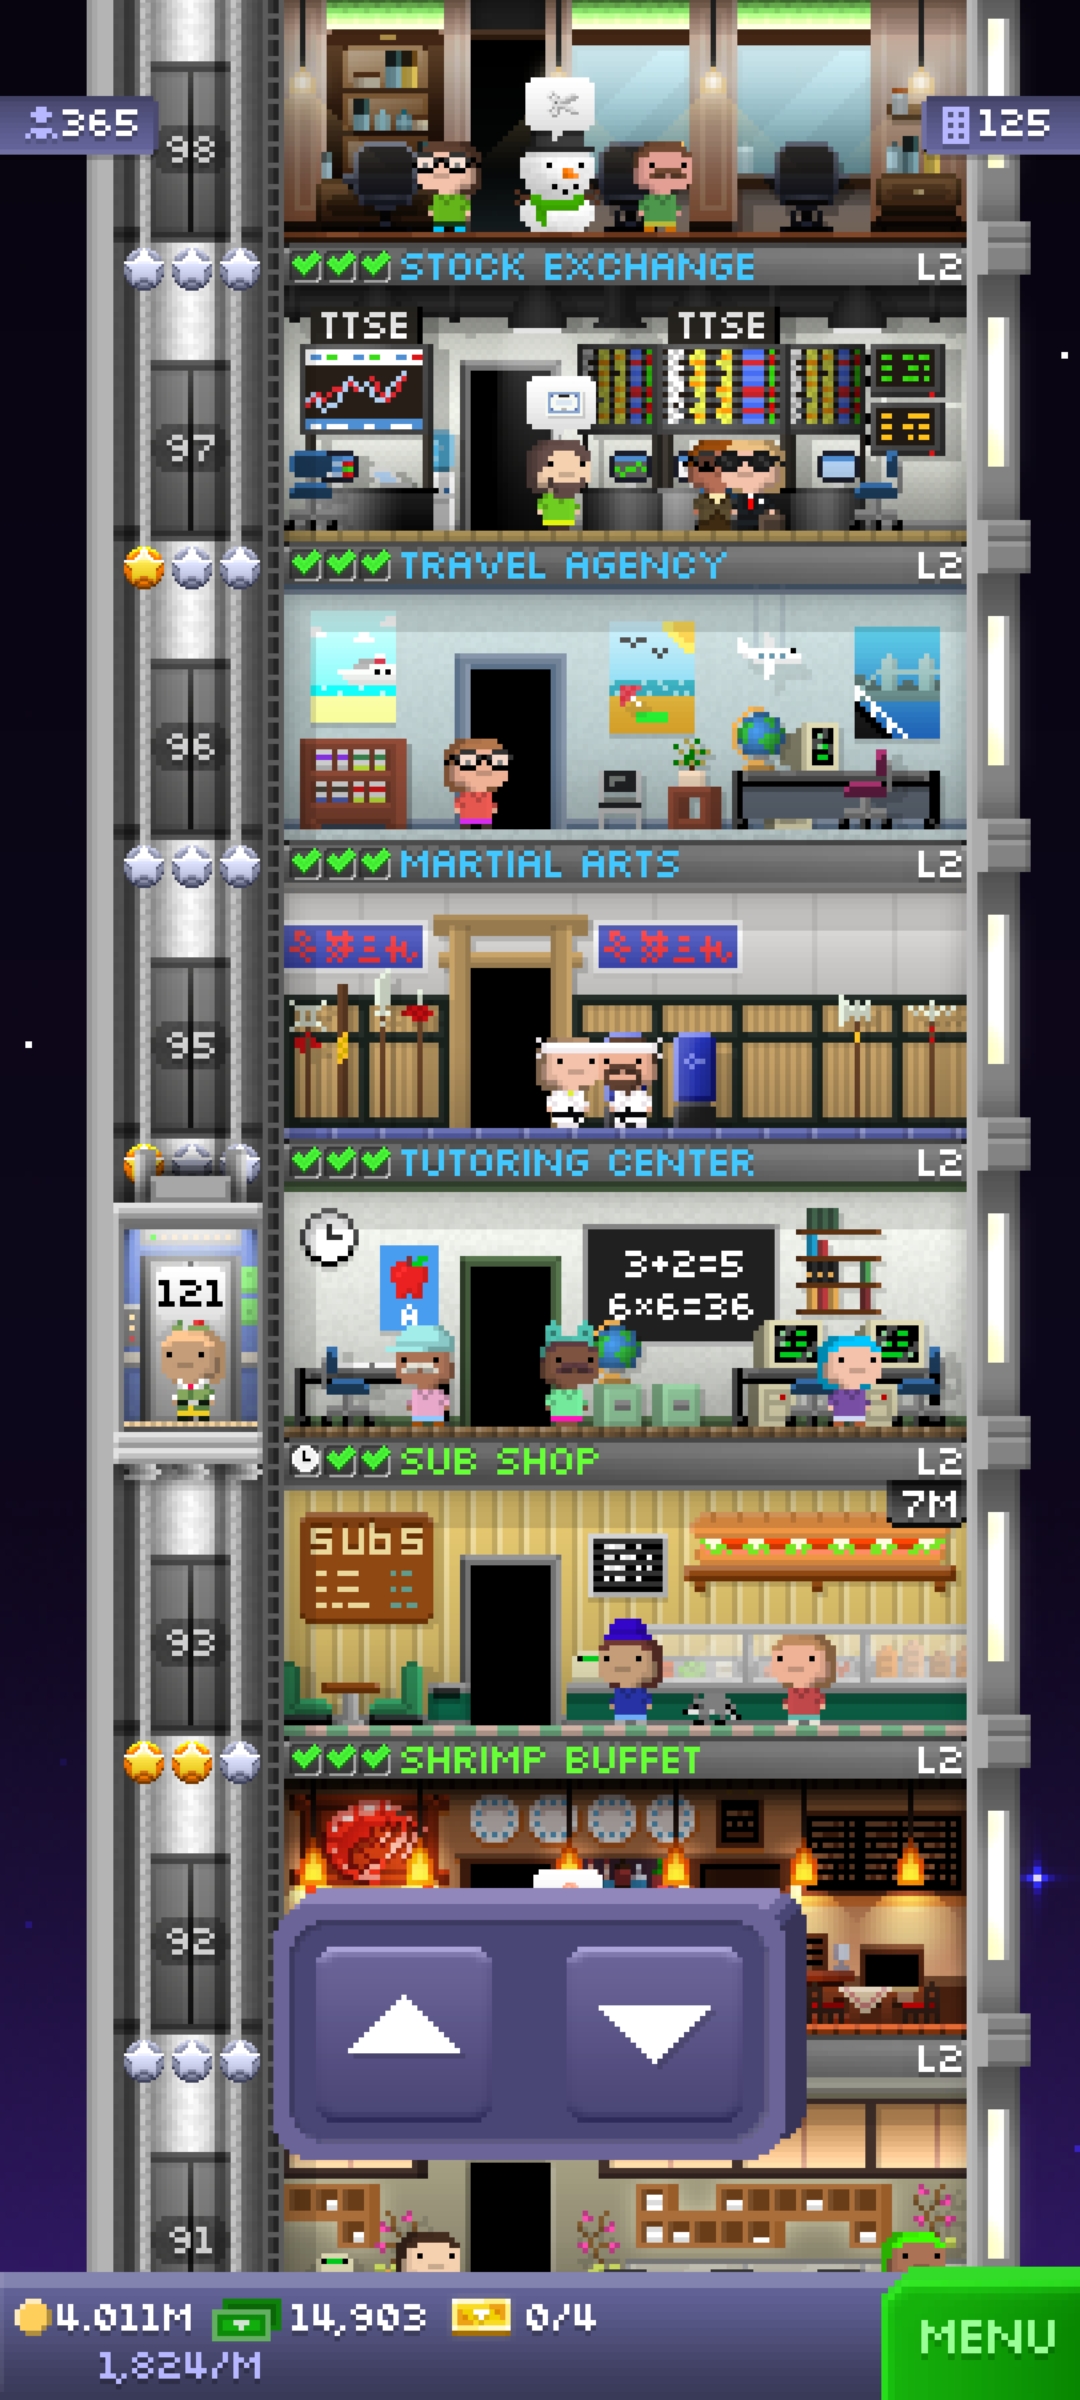 365
125
98
STOCK EXCHANGE
L2
TTSE
TTSE
97
TRAVEL AGENCY
L2
96
MARTIAL ARTS
L2
95
TUTORING CENTER
L2
3+2=5
6×6=36
A
121
SUB SHOP
L2
7M
SUBS
93
SHRIMP BUFFET
L2
92
L2
91
4.011M
14,903
0/4
MENU
1,824/M